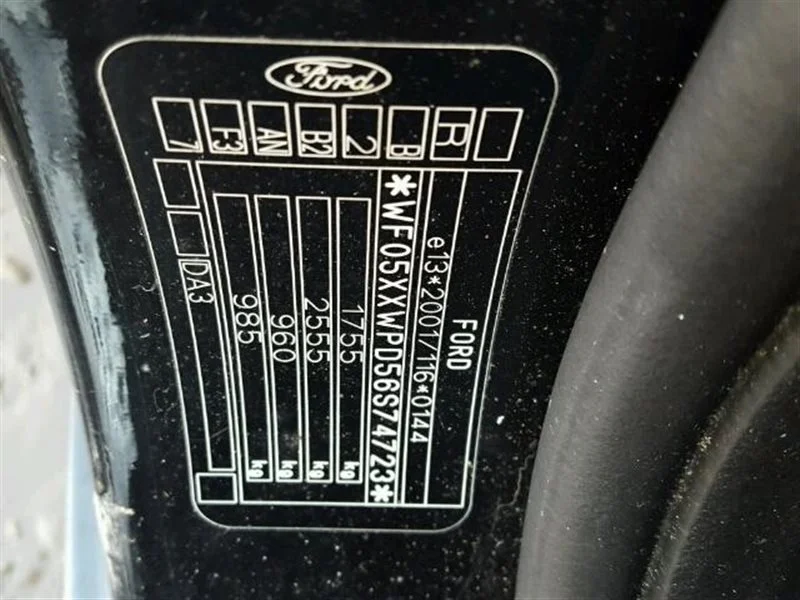 Ford
FORD
e13*2001/116*0144
*WF05XXWPD56S74723*
1755 kg
2555 kg
960 kg
985 kg
DA3
R
B
2
B2
AN
F3
7